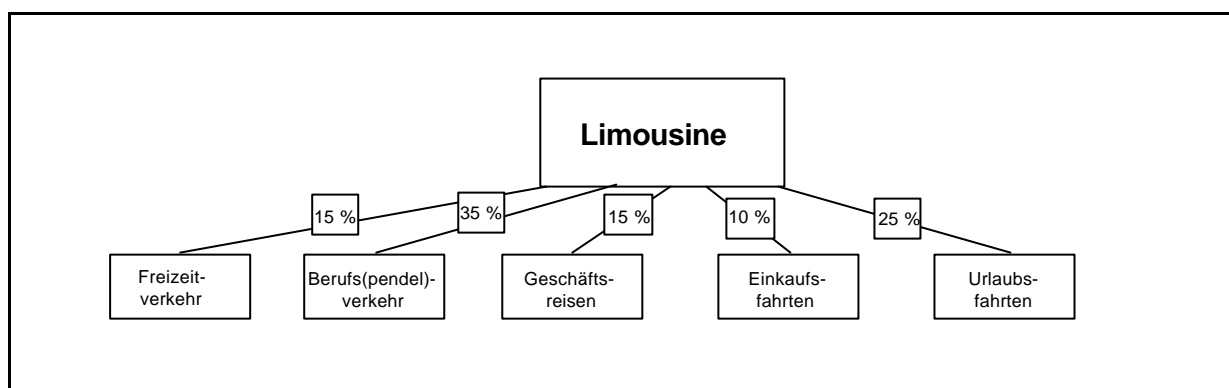 Limousine
15 %
35 %
15 %
10 %
25 %
Freizeit-
verkehr
Berufs(pendel)-
verkehr
Geschäfts-
reisen
Einkaufs-
fahrten
Urlaubs-
fahrten